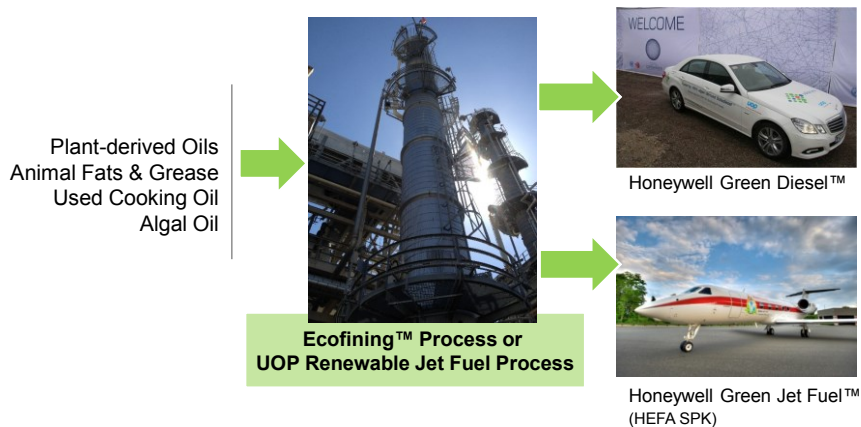 Plant-derived Oils
Animal Fats & Grease
Used Cooking Oil
Algal Oil
Ecofining™ Process or
UOP Renewable Jet Fuel Process
WELCOME
Honeywell Green Diesel™
Honeywell Green Jet Fuel™
(HEFA SPK)